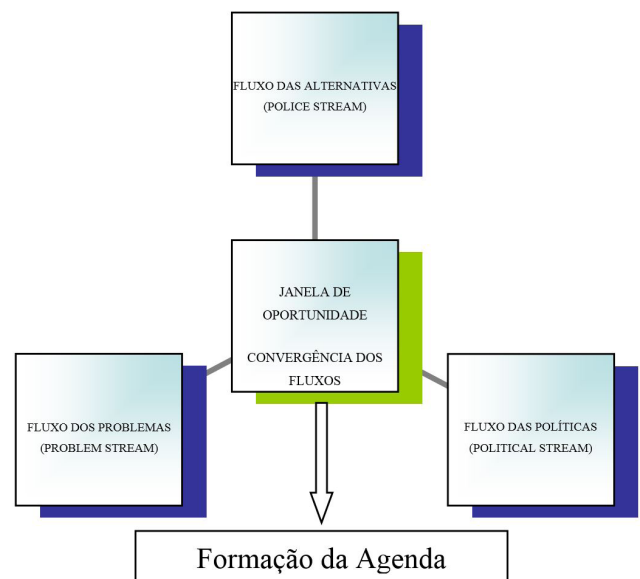 FLUXO DAS ALTERNATIVAS
(POLICE STREAM)
JANELA DE
OPORTUNIDADE
CONVERGÊNCIA DOS
FLUXOS
FLUXO DOS PROBLEMAS
(PROBLEM STREAM)
FLUXO DAS POLÍTICAS
(POLITICAL STREAM)
Formação da Agenda